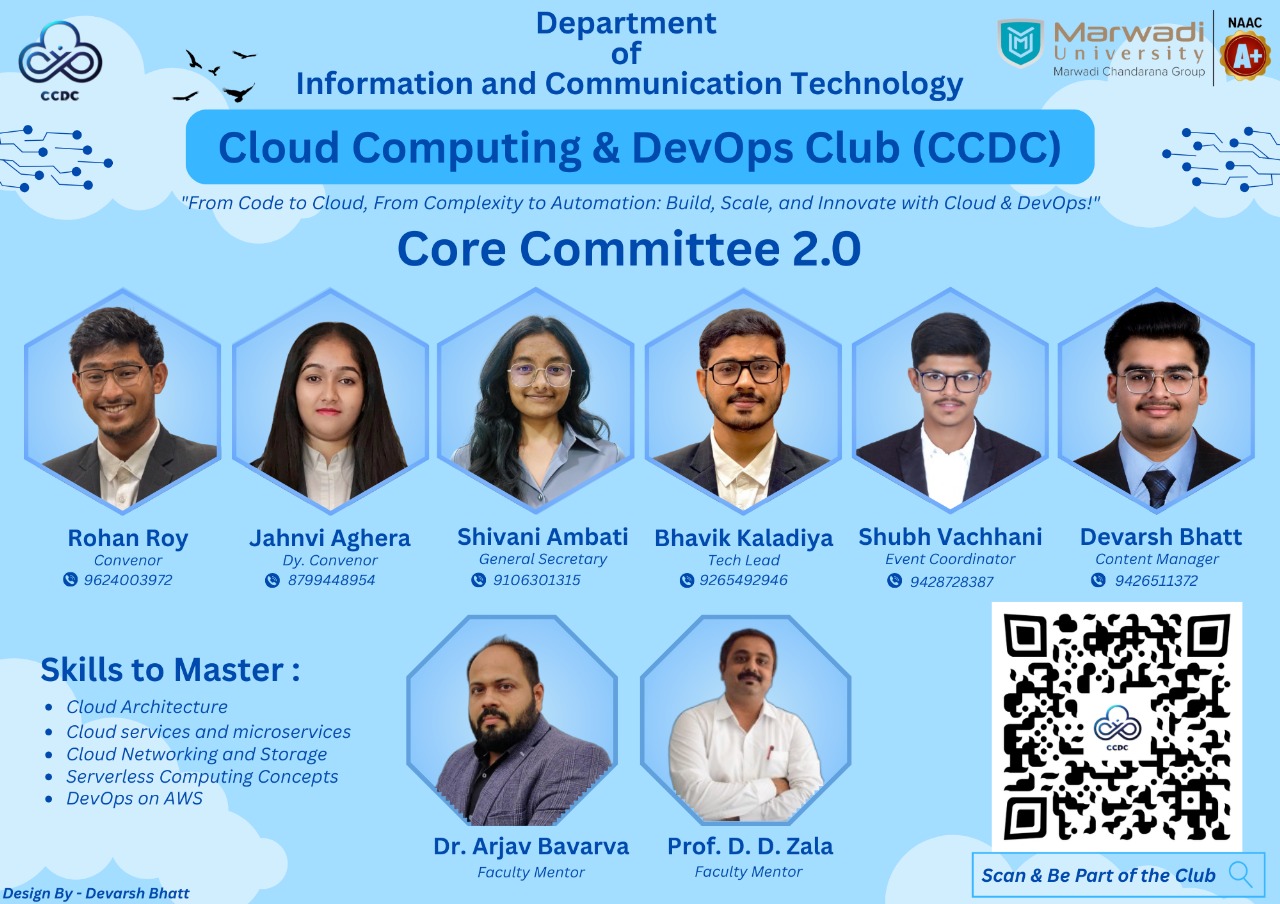 CCDC
Department
of
Information and Communication Technology
Marwadi
University
Marwadi Chandarana Group
NAAC
A+
Cloud Computing & DevOps Club (CCDC)
"From Code to Cloud, From Complexity to Automation: Build, Scale, and Innovate with Cloud & DevOps!"
Core Committee 2.0
Rohan Roy
Convenor
9624003972
Jahnvi Aghera
Dy. Convenor
8799448954
Shivani Ambati
General Secretary
9106301315
Bhavik Kaladiya
Tech Lead
9265492946
Shubh Vachhani
Event Coordinator
9428728387
Devarsh Bhatt
Content Manager
9426511372
Skills to Master :
• Cloud Architecture
• Cloud services and microservices
• Cloud Networking and Storage
• Serverless Computing Concepts
• DevOps on AWS
Dr. Arjav Bavarva
Faculty Mentor
Prof. D. D. Zala
Faculty Mentor
CCDC
Scan & Be Part of the Club
Design By - Devarsh Bhatt